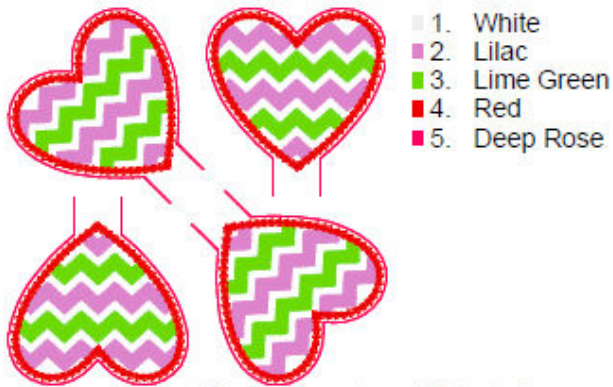 1. White
2. Lilac
3. Lime Green
4. Red
5. Deep Rose